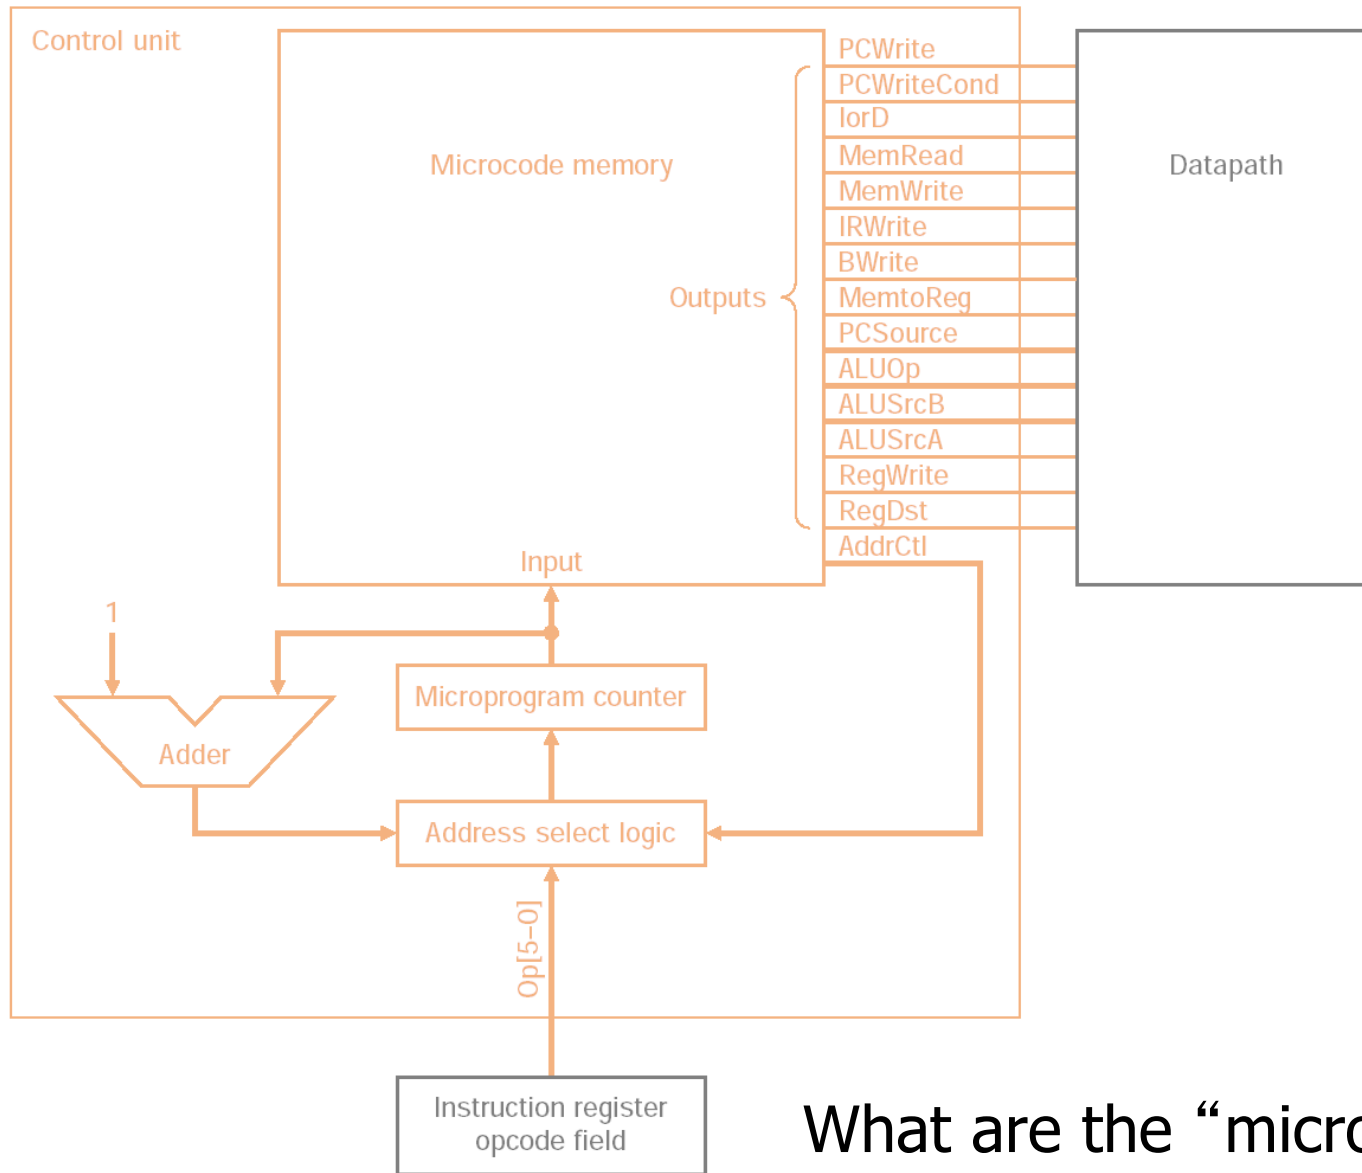 Control unit
Microcode memory
Outputs
Input
PCWrite
PCWriteCond
IorD
MemRead
MemWrite
IRWrite
BWrite
MemtoReg
PCSource
ALUOp
ALUSrcB
ALUSrcA
RegWrite
RegDst
AddrCtl
Datapath
1
Microprogram counter
Adder
Address select logic
Op[5–0]
Instruction register
opcode field
What are the “micro